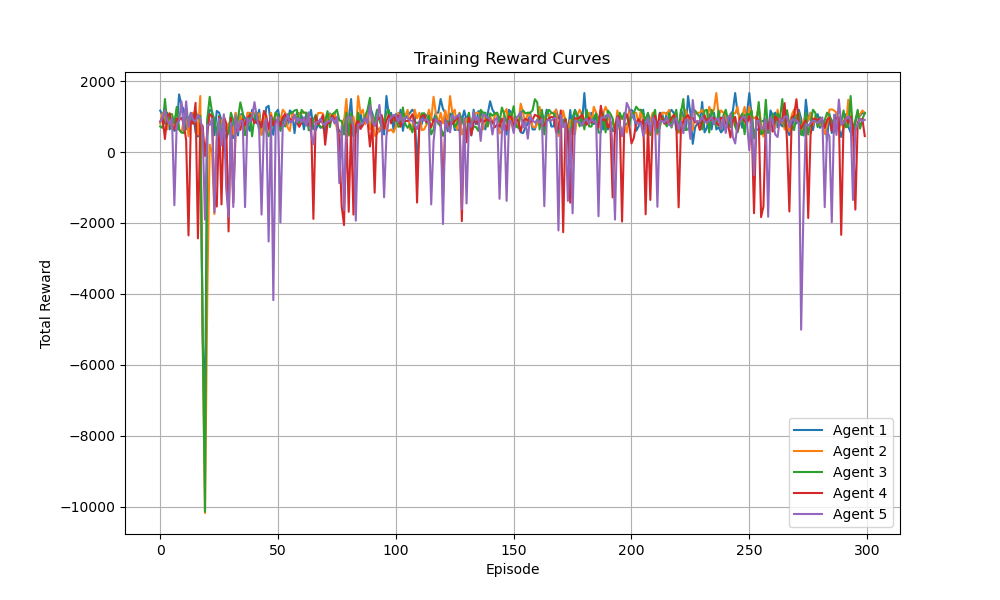 Training Reward Curves
Total Reward
2000
0
−2000
−4000
−6000
−8000
−10000
0 50 100 150 200 250 300
Episode
Agent 1
Agent 2
Agent 3
Agent 4
Agent 5